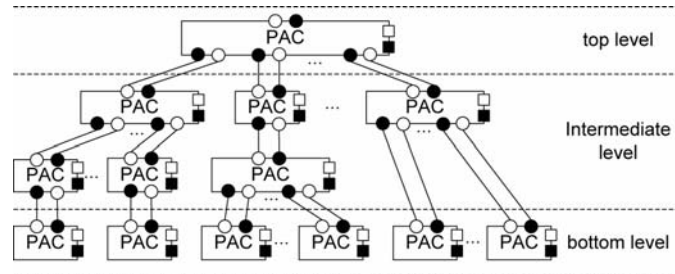 PAC
top level
...
PAC PAC ... PAC
...
Intermediate
level
PAC ... PAC PAC
...
PAC PAC PAC ... PAC PAC ... PAC
bottom level